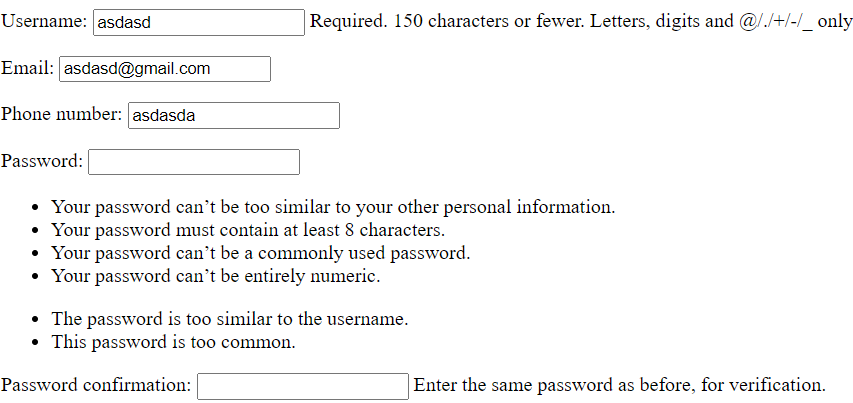 Username: asdasd Required. 150 characters or fewer. Letters, digits and @/./+/-/_ only
Email: asdasd@gmail.com
Phone number: asdasda
Password:
• Your password can’t be too similar to your other personal information.
• Your password must contain at least 8 characters.
• Your password can’t be a commonly used password.
• Your password can’t be entirely numeric.
• The password is too similar to the username.
• This password is too common.
Password confirmation: Enter the same password as before, for verification.